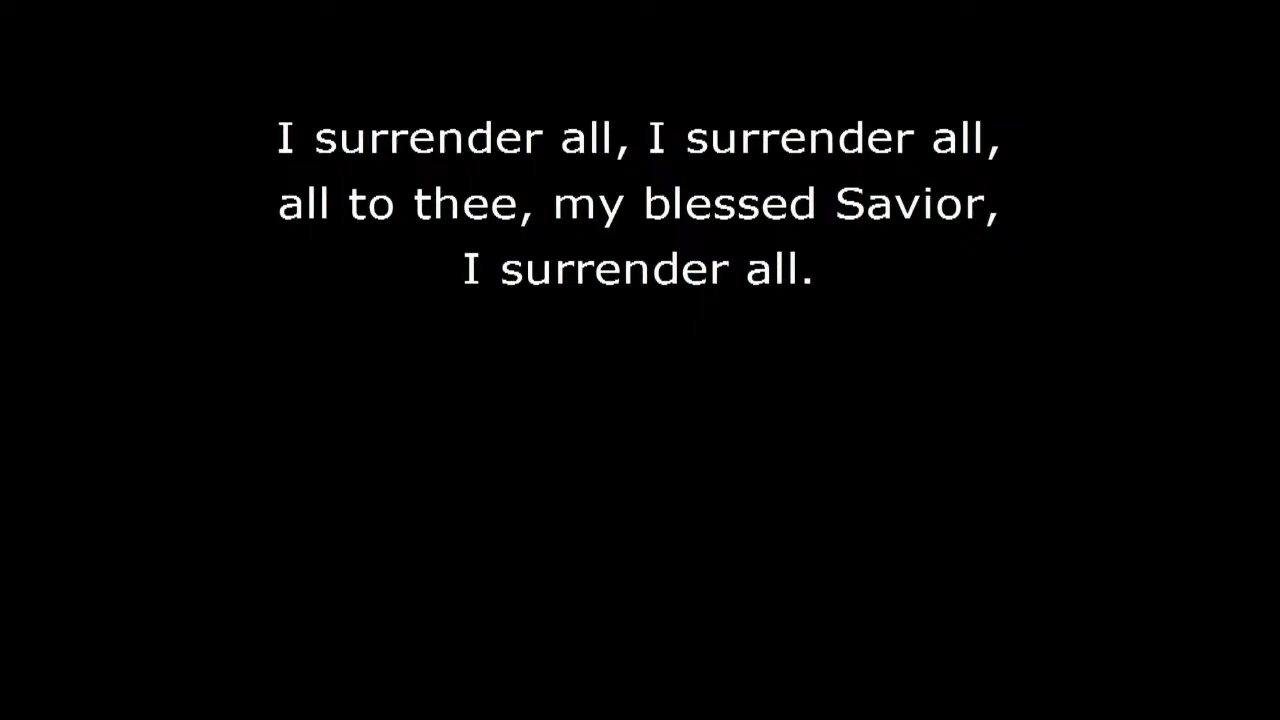 I surrender all, I surrender all,
all to thee, my blessed Savior,
I surrender all.